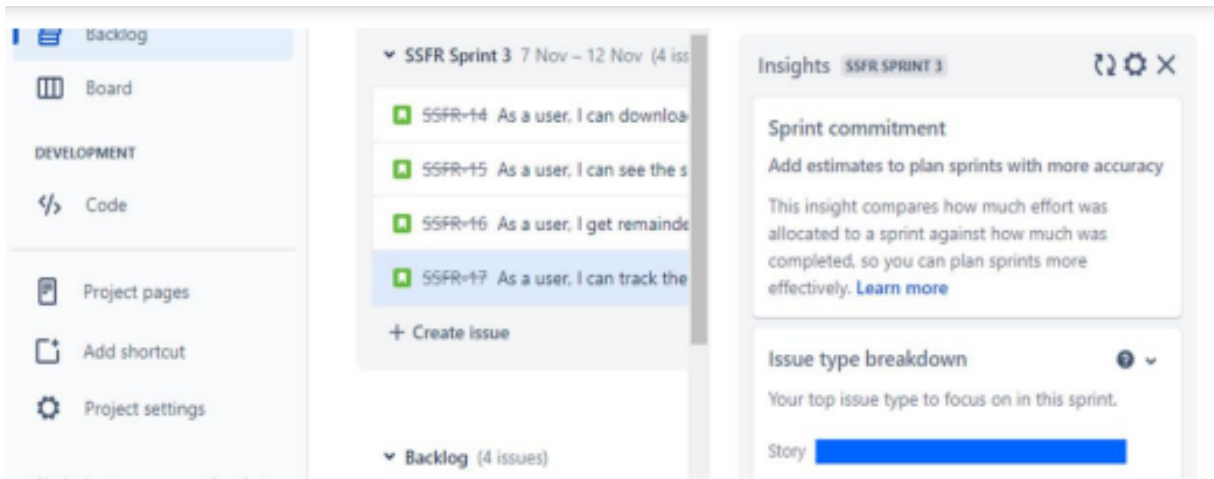 Backlog
Board
DEVELOPMENT
Code
Project pages
Add shortcut
Project settings
SSFR Sprint 3 7 Nov – 12 Nov (4 iss
SSFR-14 As a user, I can downloa
SSFR-15 As a user, I can see the s
SSFR-16 As a user, I get remainde
SSFR-17 As a user, I can track the
+ Create issue
Backlog (4 issues)
Insights SSFR SPRINT 3
Sprint commitment
Add estimates to plan sprints with more accuracy
This insight compares how much effort was
allocated to a sprint against how much was
completed, so you can plan sprints more
effectively. Learn more
Issue type breakdown
Your top issue type to focus on in this sprint.
Story